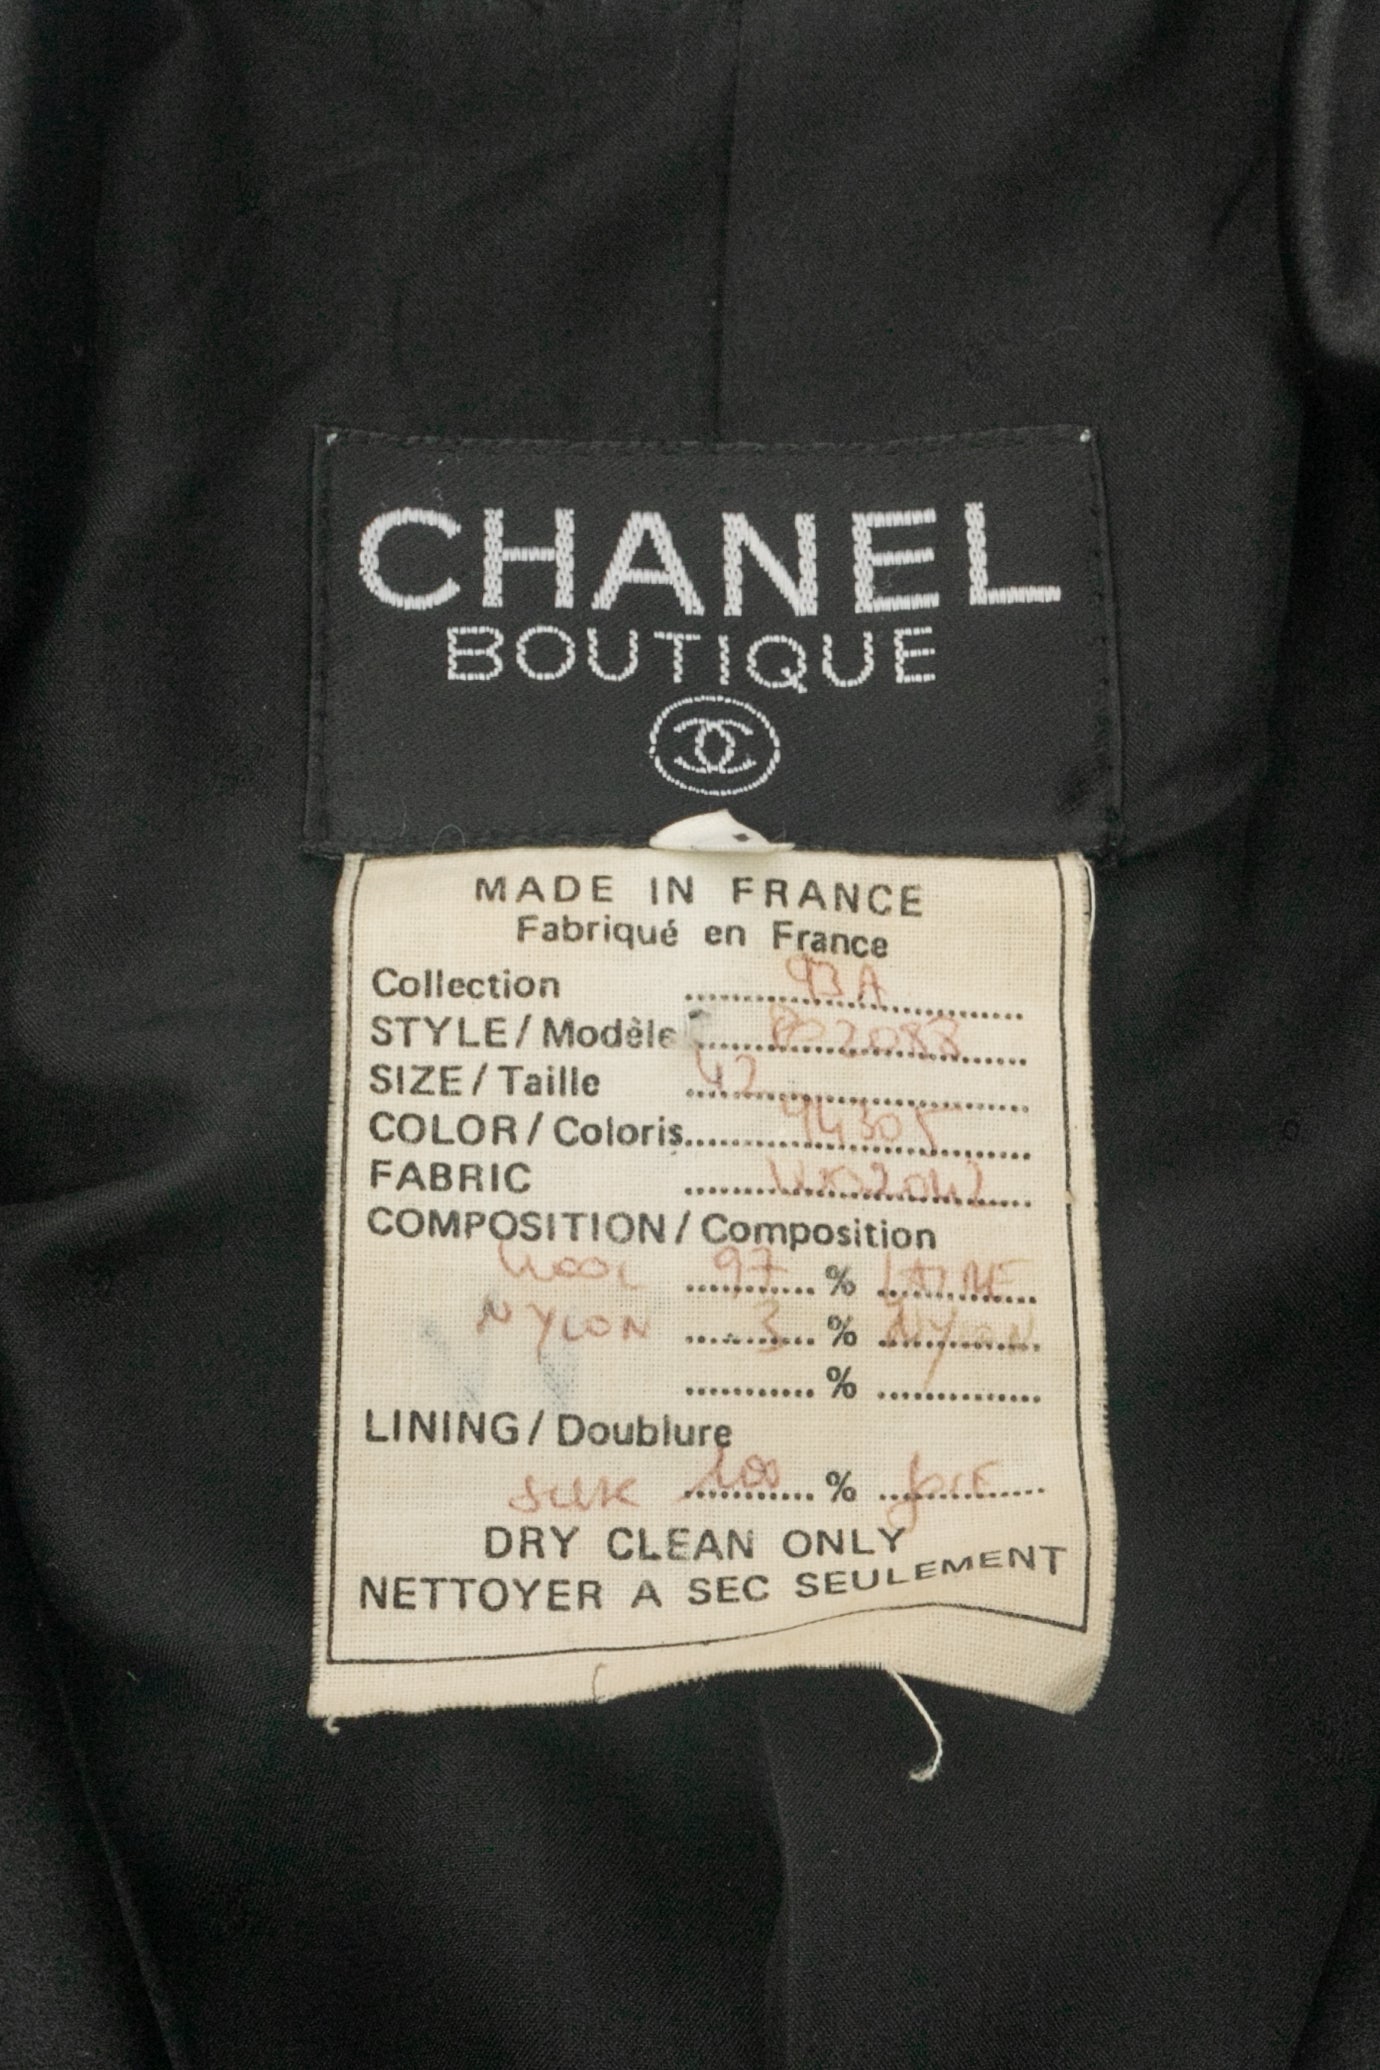 CHANEL
BOUTIQUE
MADE IN FRANCE
Fabriqué en France
Collection ........ 93A ........
STYLE / Modèle ........ P02088 ........
SIZE / Taille ........ 42 ........
COLOR / Coloris ........ 94305 ........
FABRIC ........ ........
COMPOSITION / Composition
WOOL ........ 97 ........ % LAINE
NYLON ........ 3 ........ % NYLON
........ % ........
LINING / Doublure
SILK ........ 100 ........ % SOIE
DRY CLEAN ONLY
NETTOYER A SEC SEULEMENT